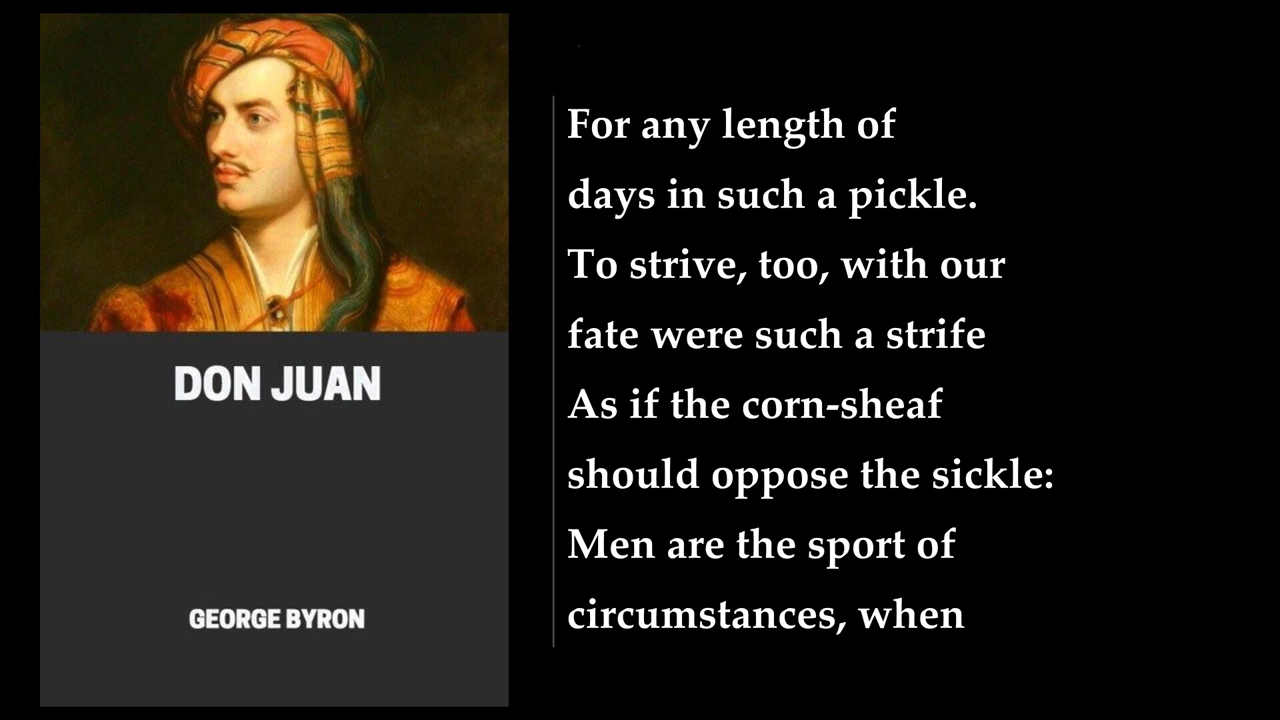 DON JUAN
GEORGE BYRON
For any length of
days in such a pickle.
To strive, too, with our
fate were such a strife
As if the corn-sheaf
should oppose the sickle:
Men are the sport of
circumstances, when